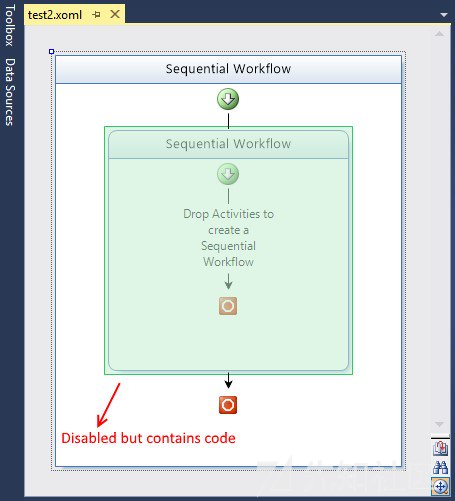 test2.xoml
Toolbox
Data Sources
Sequential Workflow
Sequential Workflow
Drop Activities to
create a
Sequential
Workflow
Disabled but contains code